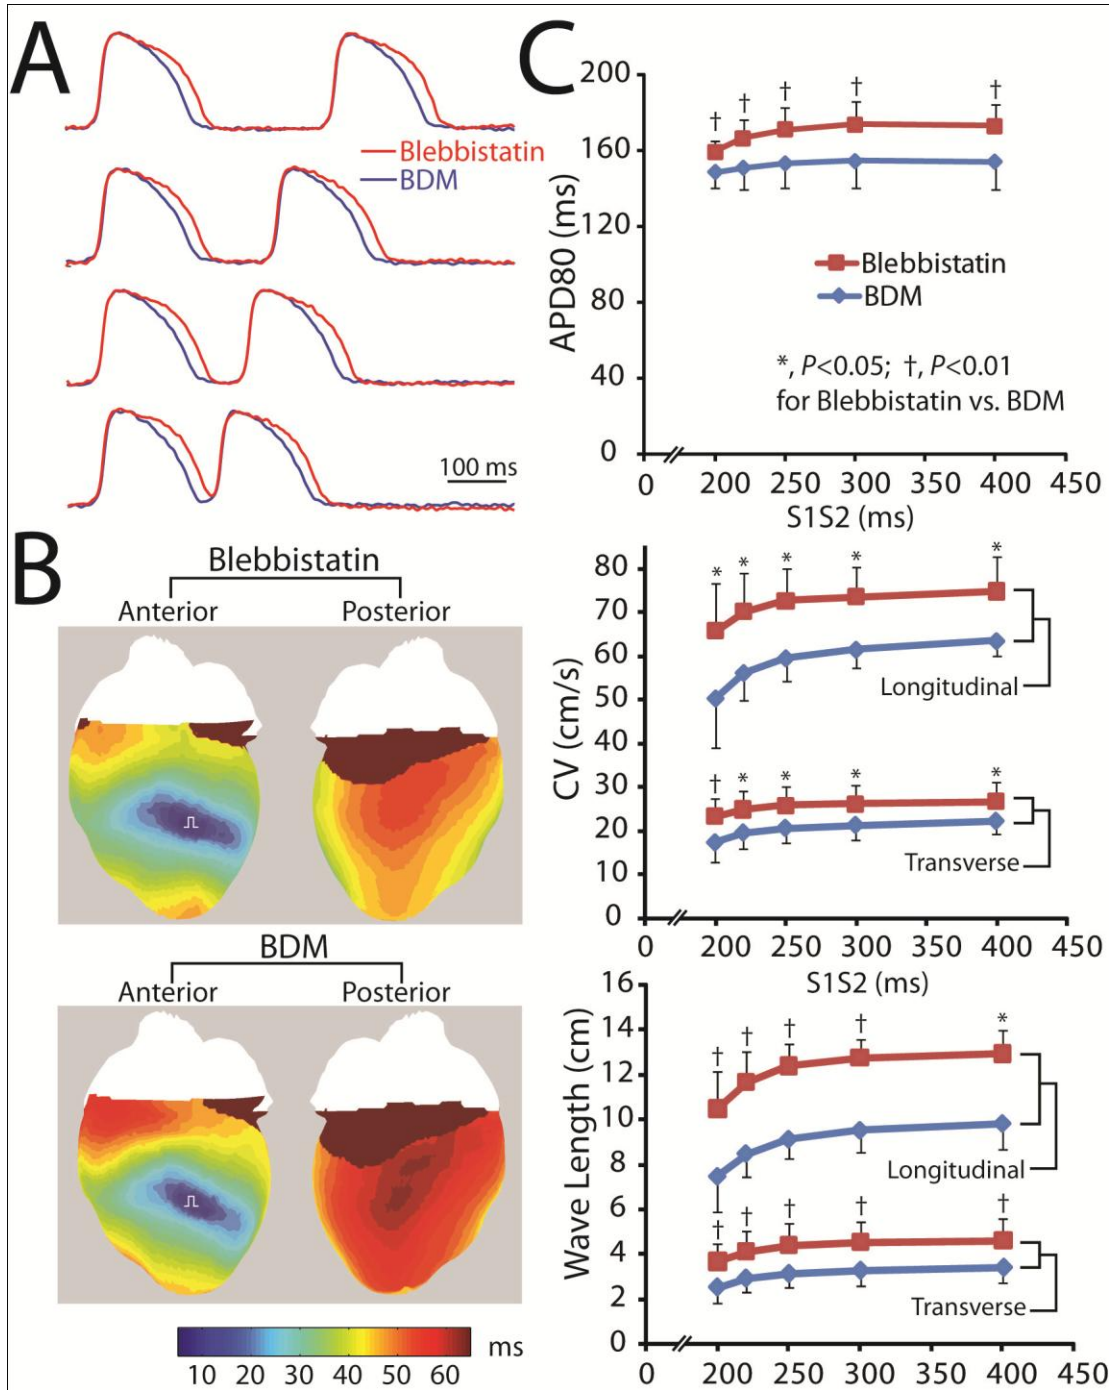 A
Blebbistatin
BDM
100 ms
B
Blebbistatin
Anterior
Posterior
BDM
Anterior
Posterior
ms
10 20 30 40 50 60
C
200
160
120
80
40
0
APD80 (ms)
† † † † †
Blebbistatin
BDM
*, P<0.05; †, P<0.01
for Blebbistatin vs. BDM
0 200 250 300 350 400 450
S1S2 (ms)
80
70
60
50
40
30
20
10
0
CV (cm/s)
* * * * *
Longitudinal
† * * * *
Transverse
0 200 250 300 350 400 450
S1S2 (ms)
16
14
12
10
8
6
4
2
0
Wave Length (cm)
† † † † *
Longitudinal
† † † † †
Transverse
0 200 250 300 350 400 450